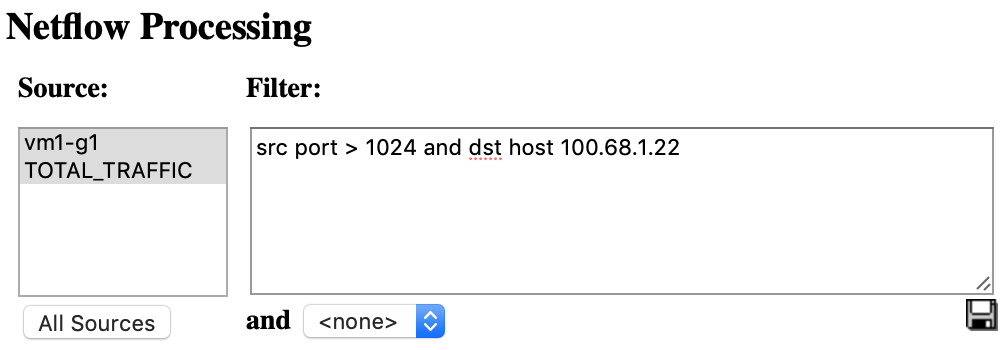 Netflow Processing
Source:
Filter:
vm1-g1
TOTAL_TRAFFIC
src port > 1024 and dst host 100.68.1.22
All Sources
and <none>